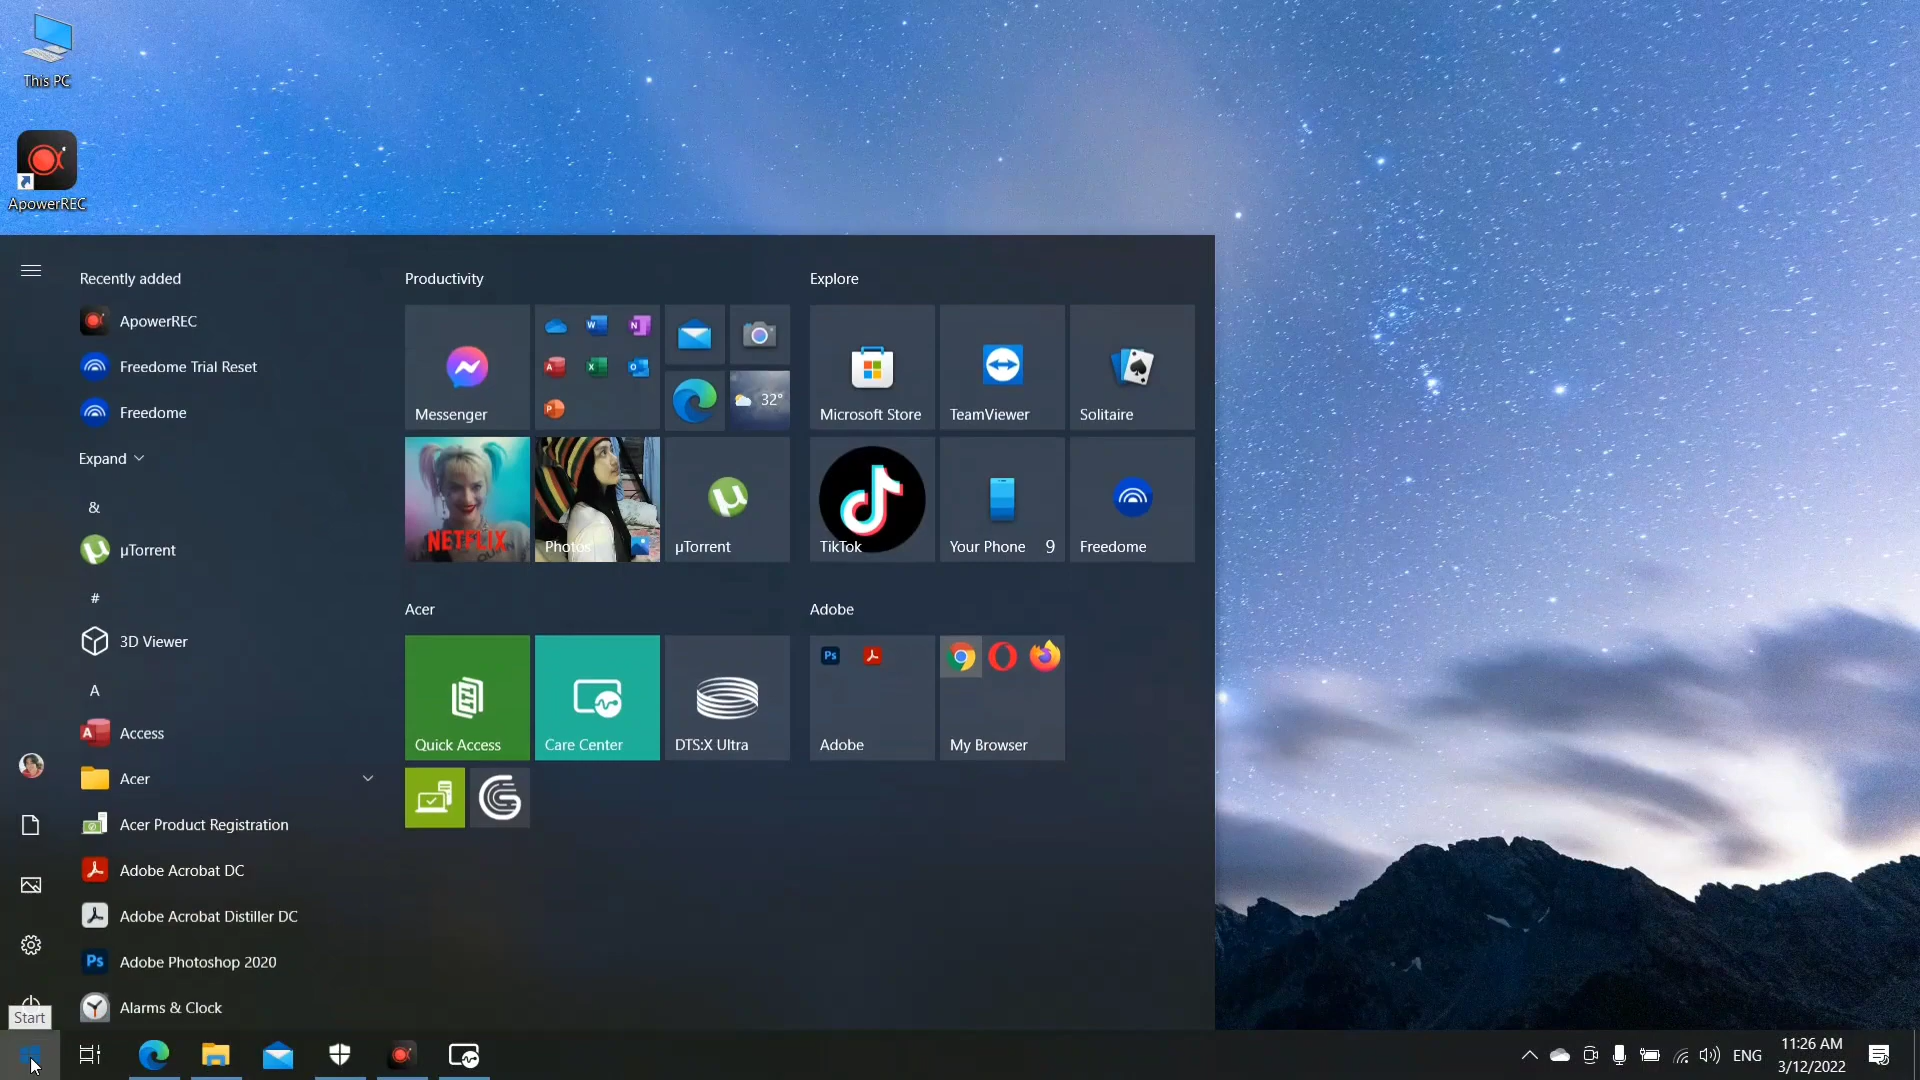 This PC
ApowerREC
Recently added
ApowerREC
Freedome Trial Reset
Freedome
Expand
&
µTorrent
#
3D Viewer
A
Access
Acer
Acer Product Registration
Adobe Acrobat DC
Adobe Acrobat Distiller DC
Adobe Photoshop 2020
Alarms & Clock
Start
Productivity
Messenger
32°
NETFLIX
Photos
µTorrent
Explore
Microsoft Store
TeamViewer
Solitaire
TikTok
Your Phone 9
Freedome
Acer
Quick Access
Care Center
DTS:X Ultra
Adobe
Ps
Adobe
My Browser
ENG
11:26 AM
3/12/2022